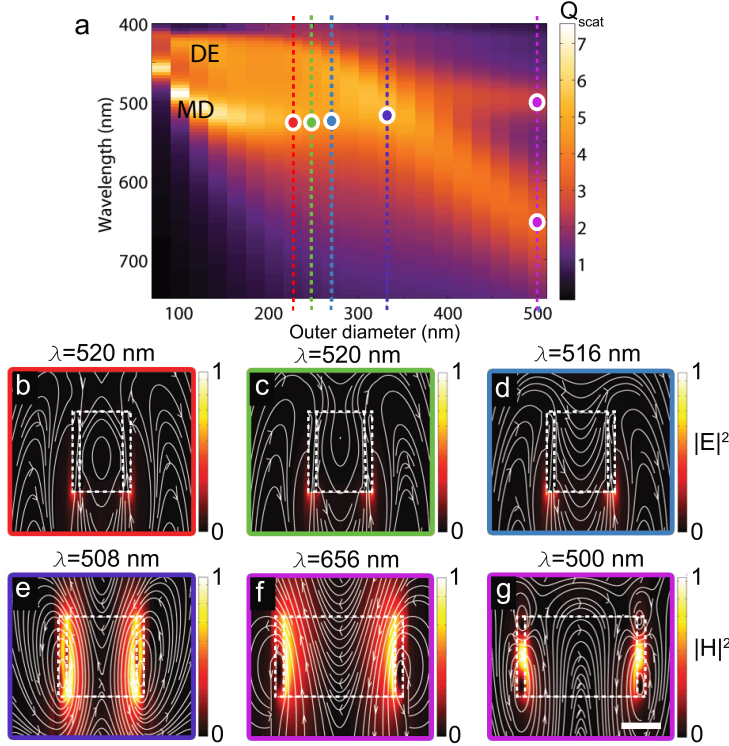 a
Q_scat
400
500
600
700
Wavelength (nm)
DE
MD
100
200
300
400
500
Outer diameter (nm)
7
6
5
4
3
2
1
λ=520 nm
λ=520 nm
λ=516 nm
b
c
d
1
0
1
0
1
0
|E|²
λ=508 nm
λ=656 nm
λ=500 nm
e
f
g
1
0
1
0
1
0
|H|²